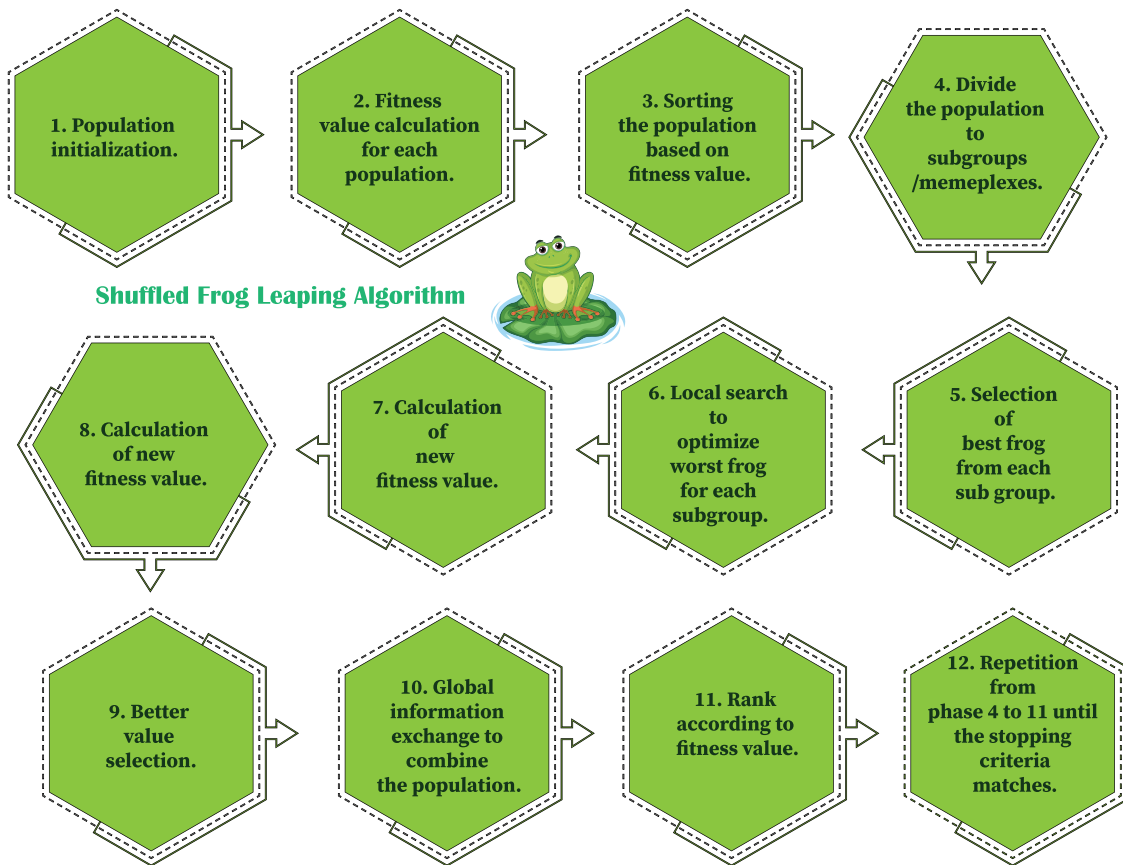 1. Population
initialization.
2. Fitness
value calculation
for each
population.
3. Sorting
the population
based on
fitness value.
4. Divide
the population
to
subgroups
/memeplexes.
Shuffled Frog Leaping Algorithm
5. Selection
of
best frog
from each
sub group.
6. Local search
to
optimize
worst frog
for each
subgroup.
7. Calculation
of
new
fitness value.
8. Calculation
of new
fitness value.
9. Better
value
selection.
10. Global
information
exchange to
combine
the population.
11. Rank
according to
fitness value.
12. Repetition
from
phase 4 to 11 until
the stopping
criteria
matches.